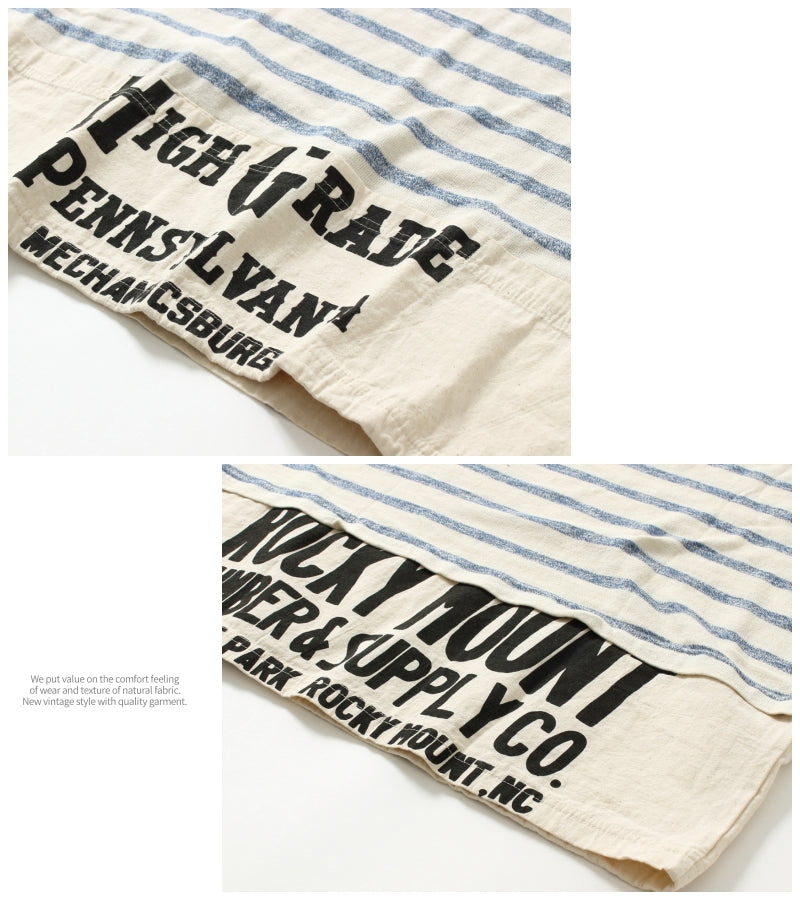 HIGH GRADE
PENNSYLVANIA
MECHANICSBURG
ROCKY MOUNT
& SUPPLY CO.
PARK ROCKY MOUNT, NC
We put value on the comfort feeling
of wear and texture of natural fabric.
New vintage style with quality garment.